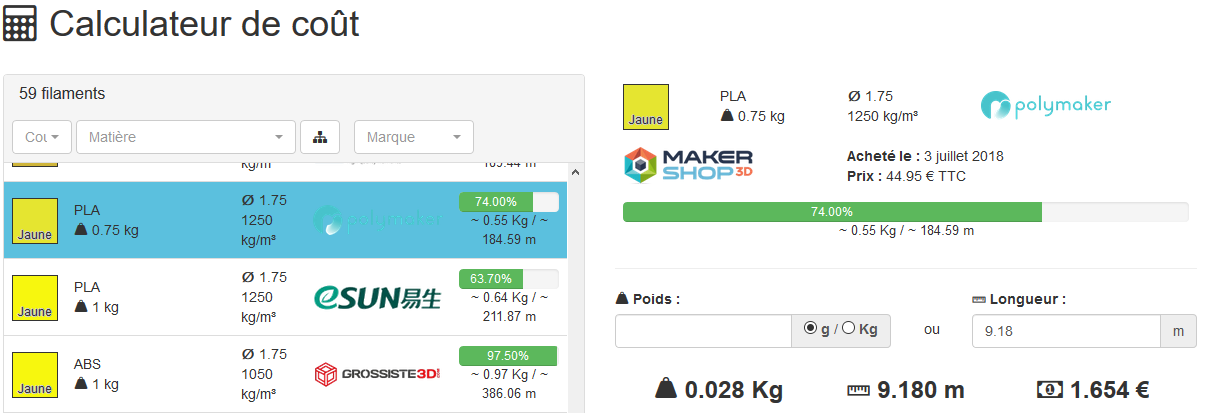 Calculateur de coût
59 filaments
Cou
Matière
Marque
Jaune
PLA
0.75 kg
Ø 1.75
1250
kg/m³
polymaker
74.00%
~ 0.55 Kg / ~
184.59 m
Jaune
PLA
1 kg
Ø 1.75
1250
kg/m³
eSUN易生
63.70%
~ 0.64 Kg / ~
211.87 m
Jaune
ABS
1 kg
Ø 1.75
1050
kg/m³
GROSSISTE3D
97.50%
~ 0.97 Kg / ~
386.06 m
Jaune
PLA
0.75 kg
Ø 1.75
1250 kg/m³
polymaker
MAKER
SHOP 3D
Acheté le : 3 juillet 2018
Prix : 44.95 € TTC
74.00%
~ 0.55 Kg / ~ 184.59 m
Poids :
g / Kg
ou
Longueur :
9.18 m
0.028 Kg
9.180 m
1.654 €